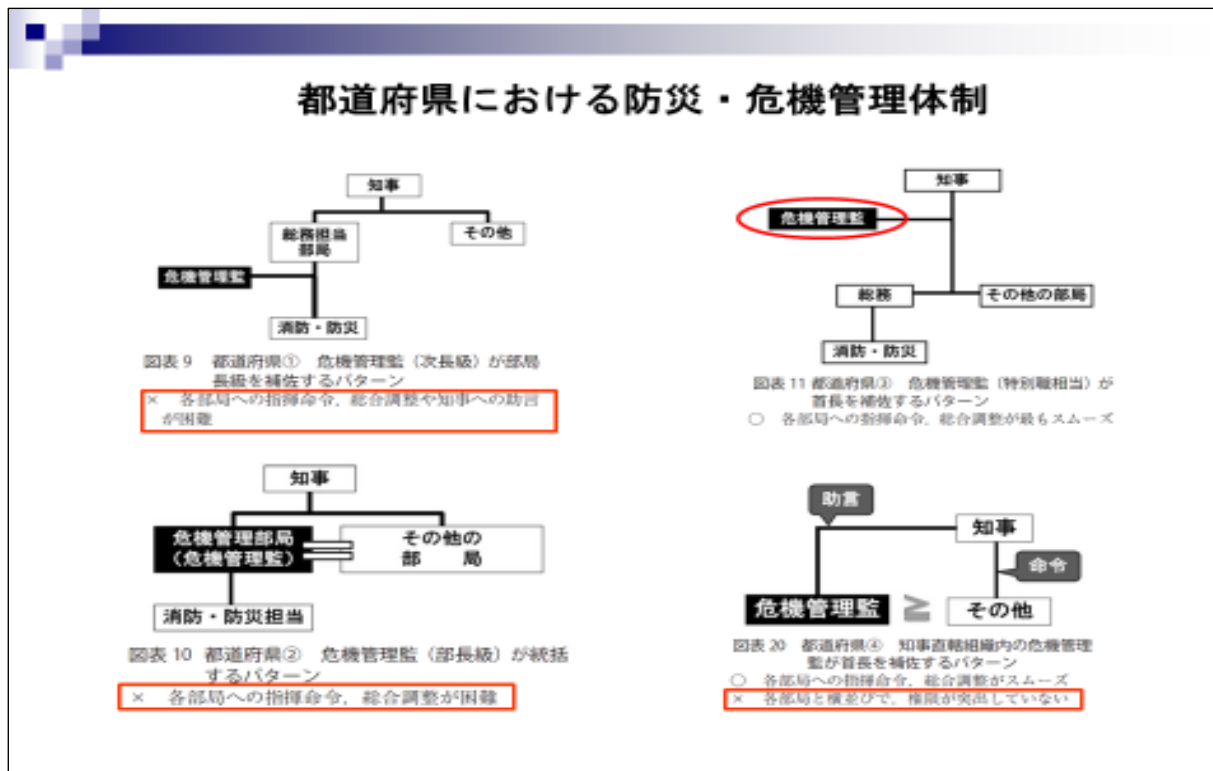 都道府県における防災・危機管理体制
知事
総務担当
部局
その他
危機管理監
消防・防災
図表9　都道府県①　危機管理監（次長級）が部局
長級を補佐するパターン
×　各部局への指揮命令，総合調整や知事への助言
が困難
知事
危機管理監
総務
その他の部局
消防・防災
図表11 都道府県③　危機管理監（特別職相当）が
首長を補佐するパターン
○　各部局への指揮命令，総合調整が最もスムーズ
知事
危機管理部局
（危機管理監）
その他の
部　局
消防・防災担当
図表10　都道府県②　危機管理監（部長級）が統括
するパターン
×　各部局への指揮命令，総合調整が困難
助言
知事
命令
危機管理監
≧
その他
図表20　都道府県④　知事直轄組織内の危機管理
監が首長を補佐するパターン
○　各部局への指揮命令，総合調整がスムーズ
×　各部局と横並びで，権限が突出していない